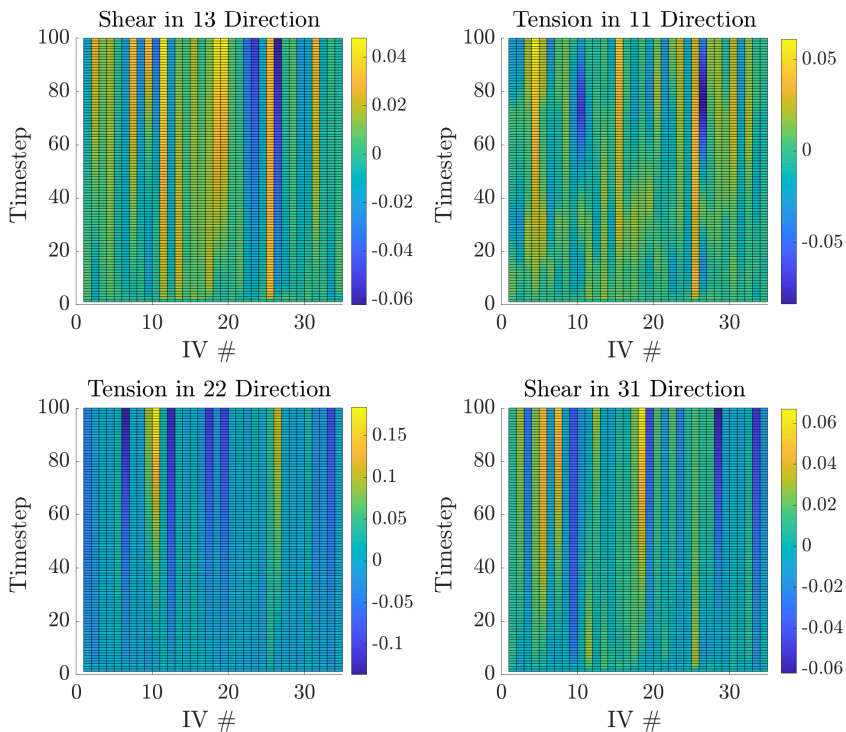 Shear in 13 Direction
100
80
60
40
20
0
Timestep
0 10 20 30
IV #
0.04
0.02
0
-0.02
-0.04
-0.06
Tension in 11 Direction
100
80
60
40
20
0
Timestep
0 10 20 30
IV #
0.05
0
-0.05
Tension in 22 Direction
100
80
60
40
20
0
Timestep
0 10 20 30
IV #
0.15
0.1
0.05
0
-0.05
-0.1
Shear in 31 Direction
100
80
60
40
20
0
Timestep
0 10 20 30
IV #
0.06
0.04
0.02
0
-0.02
-0.04
-0.06